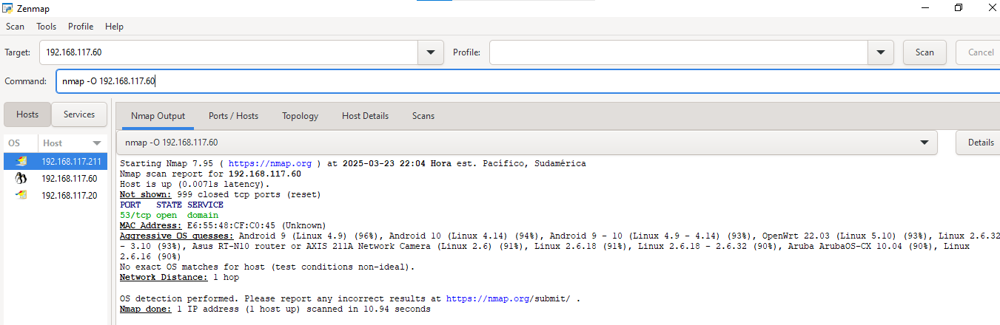 Zenmap
Scan Tools Profile Help
Target: 192.168.117.60 Profile: Scan Cancel
Command: nmap -O 192.168.117.60
Hosts Services
Nmap Output Ports / Hosts Topology Host Details Scans
OS Host
nmap -O 192.168.117.60 Details
192.168.117.211
192.168.117.60
192.168.117.20
Starting Nmap 7.95 ( https://nmap.org ) at 2025-03-23 22:04 Hora est. Pacífico, Sudamérica
Nmap scan report for 192.168.117.60
Host is up (0.0071s latency).
Not shown: 999 closed tcp ports (reset)
PORT STATE SERVICE
53/tcp open domain
MAC Address: E6:55:48:CF:C0:45 (Unknown)
Aggressive OS guesses: Android 9 (Linux 4.9) (96%), Android 10 (Linux 4.14) (94%), Android 9 - 10 (Linux 4.9 - 4.14) (93%), OpenWrt 22.03 (Linux 5.10) (93%), Linux 2.6.32
- 3.10 (93%), Asus RT-N10 router or AXIS 211A Network Camera (Linux 2.6) (91%), Linux 2.6.18 (91%), Linux 2.6.18 - 2.6.32 (90%), Aruba ArubaOS-CX 10.04 (90%), Linux
2.6.16 (90%)
No exact OS matches for host (test conditions non-ideal).
Network Distance: 1 hop
OS detection performed. Please report any incorrect results at https://nmap.org/submit/ .
Nmap done: 1 IP address (1 host up) scanned in 10.94 seconds